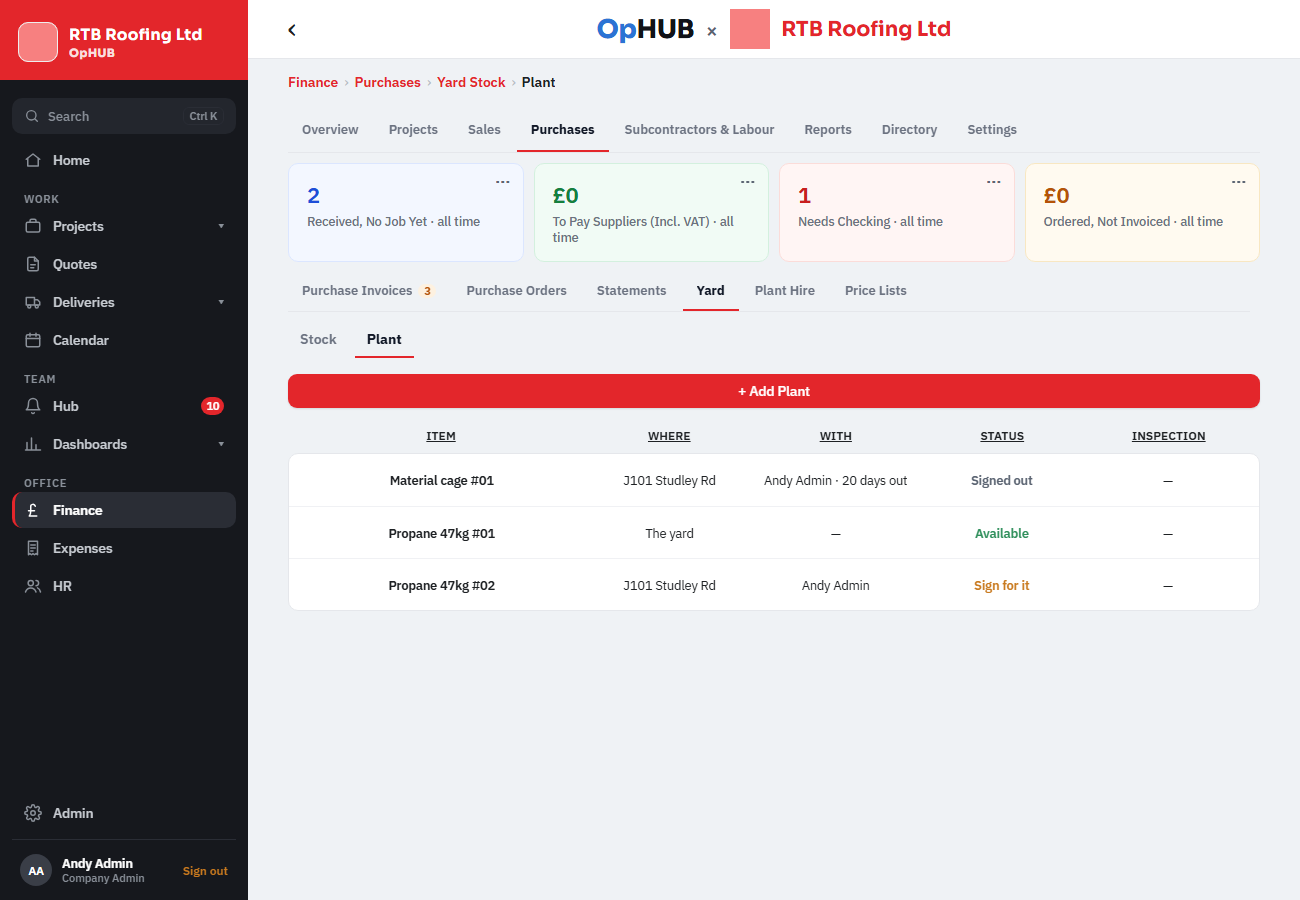 RTB Roofing Ltd
OpHUB
Search Ctrl K
Home
WORK
Projects
Quotes
Deliveries
Calendar
TEAM
Hub 10
Dashboards
OFFICE
Finance
Expenses
HR
Admin
AA
Andy Admin
Company Admin
Sign out
OpHUB × RTB Roofing Ltd
Finance › Purchases › Yard Stock › Plant
Overview Projects Sales Purchases Subcontractors & Labour Reports Directory Settings
2
Received, No Job Yet · all time
£0
To Pay Suppliers (Incl. VAT) · all
time
1
Needs Checking · all time
£0
Ordered, Not Invoiced · all time
Purchase Invoices 3 Purchase Orders Statements Yard Plant Hire Price Lists
Stock Plant
+ Add Plant
ITEM WHERE WITH STATUS INSPECTION
Material cage #01 J101 Studley Rd Andy Admin · 20 days out Signed out —
Propane 47kg #01 The yard — Available —
Propane 47kg #02 J101 Studley Rd Andy Admin Sign for it —